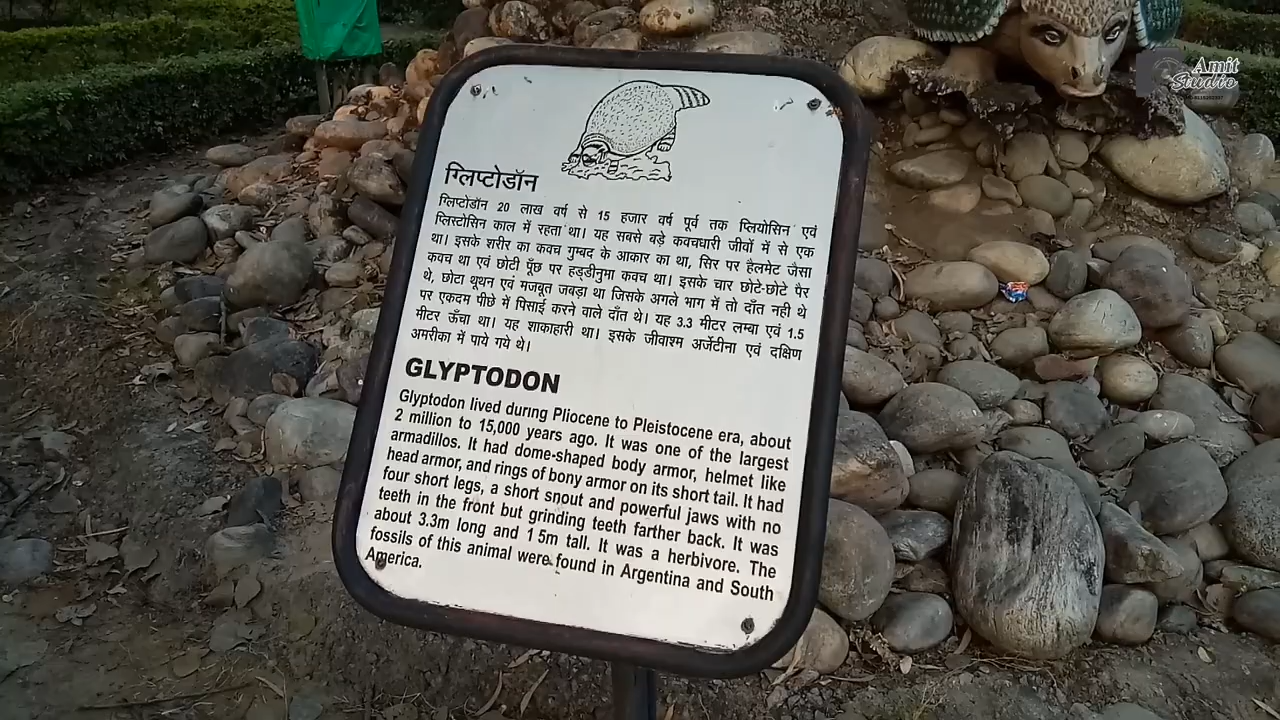 Amit
Studio
ग्लिप्टोडॉन
ग्लिप्टोडॉन 20 लाख वर्ष से 15 हजार वर्ष पूर्व तक प्लियोसिन एवं
प्लिस्टोसिन काल में रहता था। यह सबसे बड़े कवचधारी जीवों में से एक
था। इसके शरीर का कवच गुम्बद के आकार का था, सिर पर हैलमेट जैसा
कवच था एवं छोटी पूँछ पर हड्डीनुमा कवच था। इसके चार छोटे-छोटे पैर
थे, छोटा थूथन एवं मजबूत जबड़ा था जिसके अगले भाग में तो दाँत नही थे
पर एकदम पीछे में पिसाई करने वाले दाँत थे। यह 3.3 मीटर लम्बा एवं 1.5
मीटर ऊँचा था। यह शाकाहारी था। इसके जीवाश्म अर्जेटीना एवं दक्षिण
अमरीका में पाये गये थे।
GLYPTODON
Glyptodon lived during Pliocene to Pleistocene era, about
2 million to 15,000 years ago. It was one of the largest
armadillos. It had dome-shaped body armor, helmet like
head armor, and rings of bony armor on its short tail. It had
four short legs, a short snout and powerful jaws with no
teeth in the front but grinding teeth farther back. It was
about 3.3m long and 1 5m tall. It was a herbivore. The
fossils of this animal were found in Argentina and South
America.